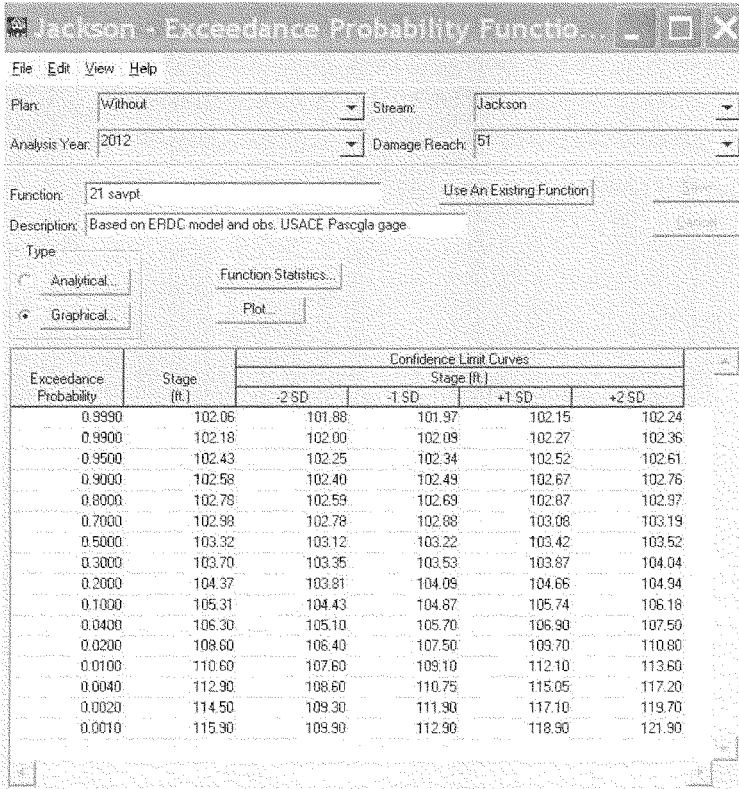 Jackson - Exceedance Probability Functio...
File Edit View Help
Plan: Without Stream: Jackson
Analysis Year: 2012 Damage Reach: 51
Function: 21 savpt Use An Existing Function Save
Description: Based on ERDC model and obs. USACE Pascgla gage Cancel
Type
Analytical... Function Statistics...
Graphical... Plot...
Confidence Limit Curves
Exceedance Stage Stage (ft.)
Probability (ft.) -2 SD -1 SD +1 SD +2 SD
0.9990 102.06 101.88 101.97 102.15 102.24
0.9900 102.18 102.00 102.09 102.27 102.36
0.9500 102.43 102.25 102.34 102.52 102.61
0.9000 102.58 102.40 102.49 102.67 102.76
0.8000 102.78 102.59 102.69 102.87 102.97
0.7000 102.98 102.78 102.88 103.08 103.19
0.5000 103.32 103.12 103.22 103.42 103.52
0.3000 103.70 103.35 103.53 103.87 104.04
0.2000 104.37 103.81 104.09 104.66 104.94
0.1000 105.31 104.43 104.87 105.74 106.18
0.0400 106.30 105.10 105.70 106.90 107.50
0.0200 108.60 106.40 107.50 109.70 110.80
0.0100 110.60 107.60 109.10 112.10 113.60
0.0040 112.90 108.60 110.75 115.05 117.20
0.0020 114.50 109.30 111.90 117.10 119.70
0.0010 115.90 109.90 112.90 118.90 121.90